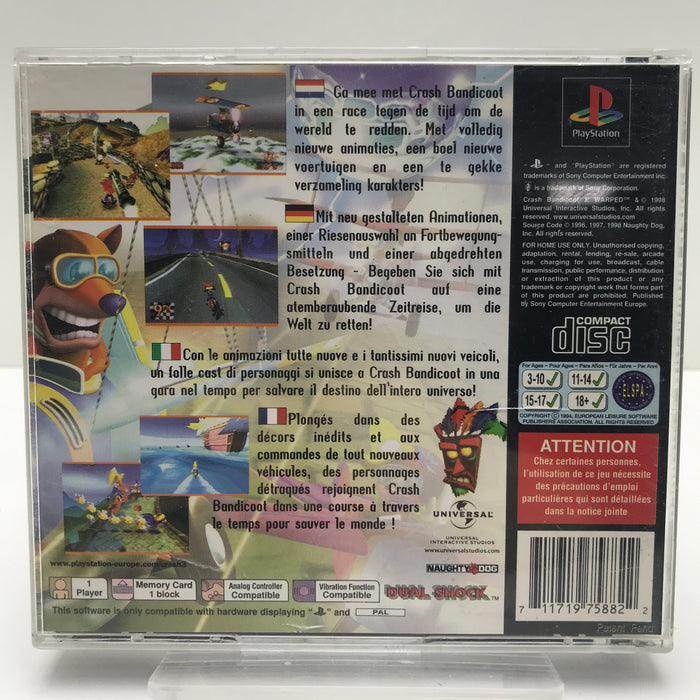 Ga mee met Crash Bandicoot
in een race tegen de tijd om de
wereld te redden. Met volledig
nieuwe animaties, een boel nieuwe
voertuigen en een te gekke
verzameling karakters!
Mit neu gestalteten Animationen,
einer Riesenauswahl an Fortbewegung-
smitteln und einer abgedrehten
Besetzung - Begeben Sie sich mit
Crash Bandicoot auf eine
atemberaubende Zeitreise, um die
Welt zu retten!
Con le animazioni tutte nuove e i tantissimi nuovi veicoli,
un folle cast di personaggi si unisce a Crash Bandicoot in una
gara nel tempo per salvare il destino dell'intero universo!
Plongés dans des
décors inédits et aux
commandes de tout nouveaux
véhicules, des personnages
détraqués rejoignent Crash
Bandicoot dans une course à travers
le temps pour sauver le monde !
www.playstation-europe.com/crash3
1
Player
Memory Card
1 block
Analog Controller
Compatible
Vibration Function
Compatible
This software is only compatible with hardware displaying "PS" and PAL
UNIVERSAL
UNIVERSAL
INTERACTIVE STUDIOS
www.universalstudios.com
NAUGHTY DOG
DUAL SHOCK™
PlayStation
"PS" and "PlayStation" are registered
trademarks of Sony Computer Entertainment Inc.
is a trademark of Sony Corporation.
Crash Bandicoot 3: WARPED ™ & © 1998
Universal Interactive Studios, Inc. All rights
reserved. www.universalstudios.com
Source Code © 1996, 1997, 1998 Naughty Dog,
Inc. All rights reserved.
FOR HOME USE ONLY. Unauthorised copying,
adaptation, rental, lending, re-sale, arcade
use, charging for use, broadcast, cable
transmission, public performance, distribution
or extraction of this product or any trademark
or copyright work that forms part
of this product are prohibited. Published
by Sony Computer Entertainment Europe.
COMPACT
disc
For Ages - Pour Ages - Para Años - Für Jahre - Per Anni
3-10
11-14
15-17
18+
ELSPA
COPYRIGHT © 1994, EUROPEAN LEISURE SOFTWARE
PUBLISHERS ASSOCIATION. ALL RIGHTS RESERVED
ATTENTION
Chez certaines personnes,
l'utilisation de ce jeu nécessite
des précautions d'emploi
particulières qui sont détaillées
dans la notice jointe
7 11719 75882 2
Patent Pend